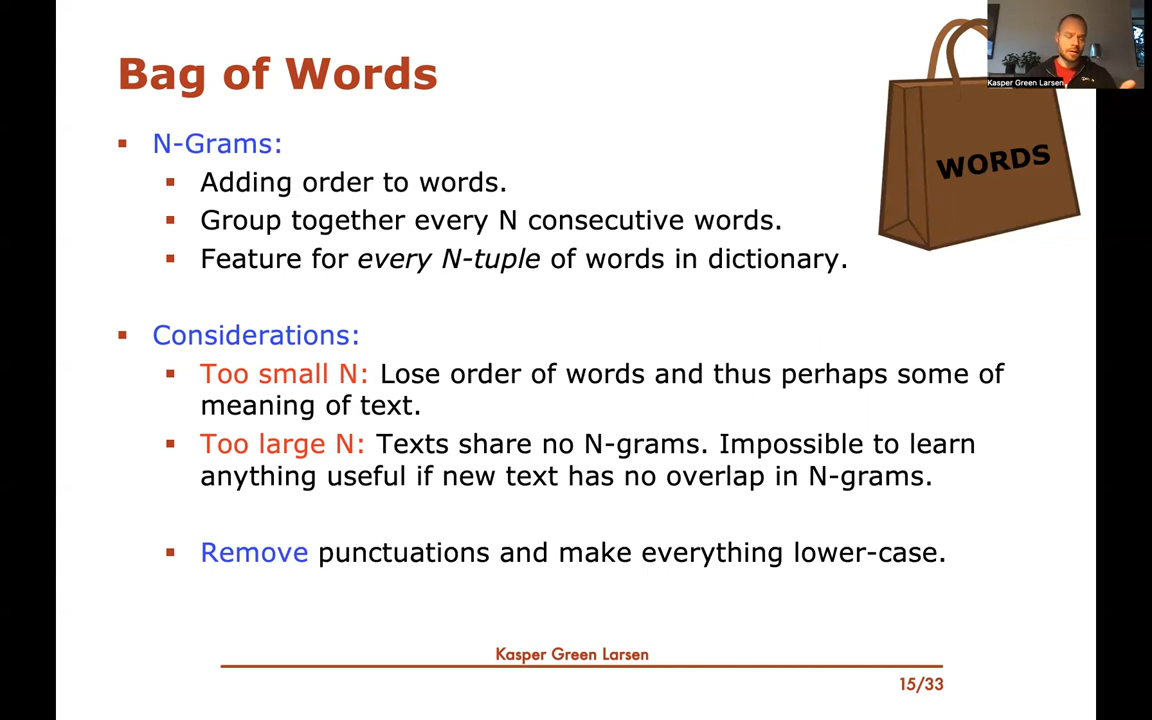 Bag of Words
Kasper Green Larsen
WORDS
▪ N-Grams:
▪ Adding order to words.
▪ Group together every N consecutive words.
▪ Feature for every N-tuple of words in dictionary.
▪ Considerations:
▪ Too small N: Lose order of words and thus perhaps some of
meaning of text.
▪ Too large N: Texts share no N-grams. Impossible to learn
anything useful if new text has no overlap in N-grams.
▪ Remove punctuations and make everything lower-case.
Kasper Green Larsen
15/33